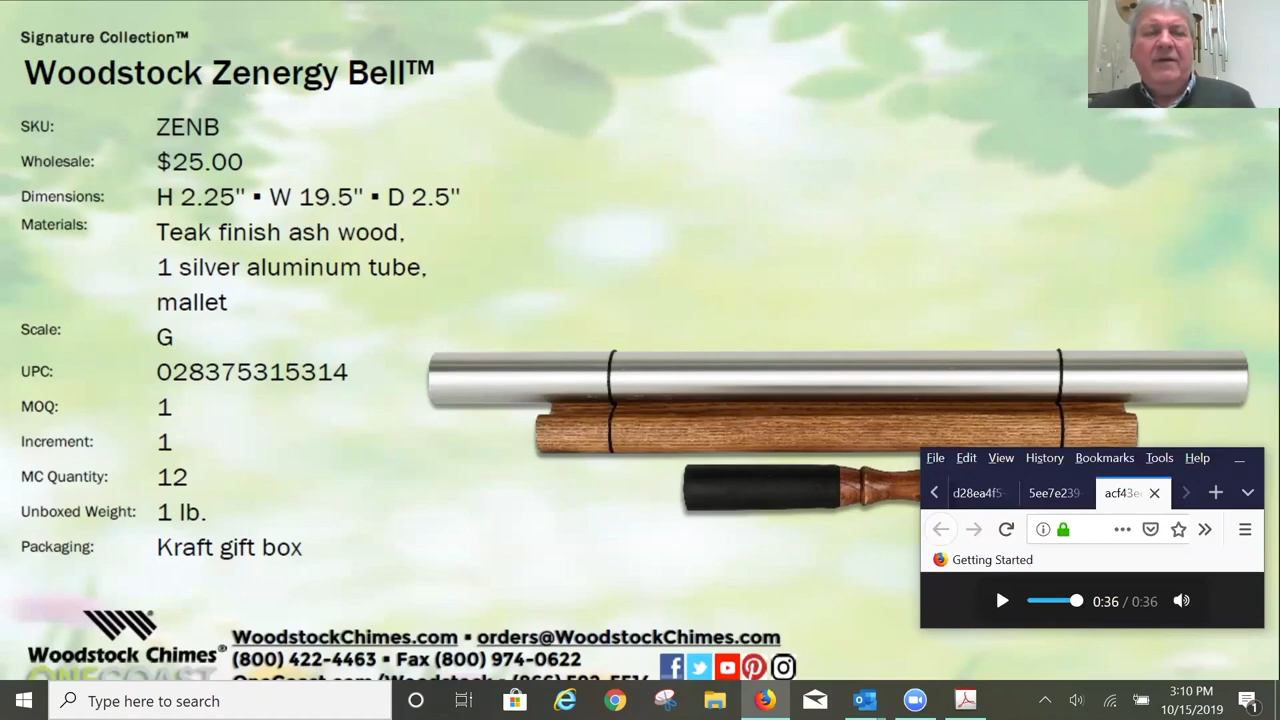 Signature Collection™
Woodstock Zenergy Bell™
SKU: ZENB
Wholesale: $25.00
Dimensions: H 2.25" ▪ W 19.5" ▪ D 2.5"
Materials: Teak finish ash wood,
1 silver aluminum tube,
mallet
Scale: G
UPC: 028375315314
MOQ: 1
Increment: 1
MC Quantity: 12
Unboxed Weight: 1 lb.
Packaging: Kraft gift box
File Edit View History Bookmarks Tools Help
d28ea4f5 5ee7e239 acf43e
Getting Started
0:36 / 0:36
Woodstock Chimes®
WoodstockChimes.com ▪ orders@WoodstockChimes.com
(800) 422-4463 ▪ Fax (800) 974-0622
Type here to search
3:10 PM
10/15/2019
1